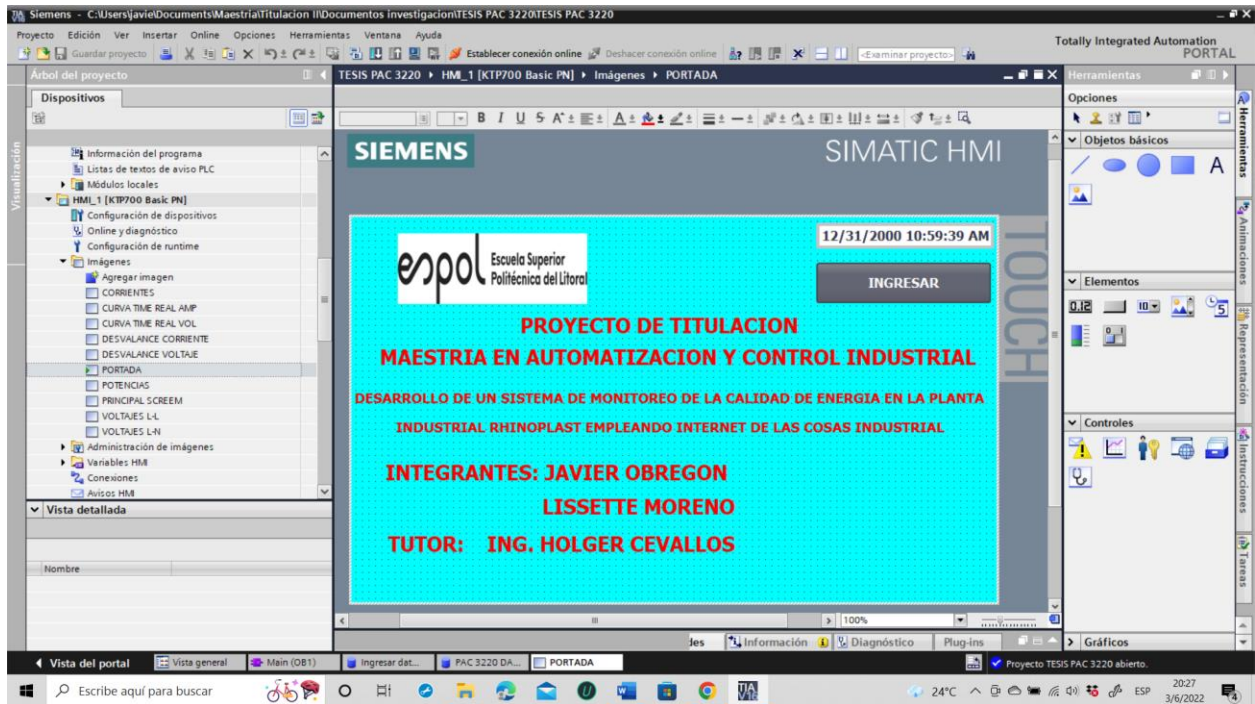 Siemens - C:\Users\javie\Documents\Maestria\Titulacion II\Documentos investigacion\TESIS PAC 3220\TESIS PAC 3220
Proyecto Edición Ver Insertar Online Opciones Herramientas Ventana Ayuda
Totally Integrated Automation
PORTAL
Guardar proyecto Establecer conexión online Deshacer conexión online <Examinar proyecto>
Árbol del proyecto
Dispositivos
Visualización
Información del programa
Listas de textos de aviso PLC
Módulos locales
HMI_1 [KTP700 Basic PN]
Configuración de dispositivos
Online y diagnóstico
Configuración de runtime
Imágenes
Agregar imagen
CORRIENTES
CURVA TIME REAL AMP
CURVA TIME REAL VOL
DESVALANCE CORRIENTE
DESVALANCE VOLTAJE
PORTADA
POTENCIAS
PRINCIPAL SCREEM
VOLTAJES L-L
VOLTAJES L-N
Administración de imágenes
Variables HMI
Conexiones
Avisos HMI
Vista detallada
Nombre
TESIS PAC 3220 HMI_1 [KTP700 Basic PN] Imágenes PORTADA
B I U S A
SIEMENS
SIMATIC HMI
TOUCH
espol Escuela Superior
Politécnica del Litoral
12/31/2000 10:59:39 AM
INGRESAR
PROYECTO DE TITULACION
MAESTRIA EN AUTOMATIZACION Y CONTROL INDUSTRIAL
DESARROLLO DE UN SISTEMA DE MONITOREO DE LA CALIDAD DE ENERGIA EN LA PLANTA
INDUSTRIAL RHINOPLAST EMPLEANDO INTERNET DE LAS COSAS INDUSTRIAL
INTEGRANTES: JAVIER OBREGON
LISSETTE MORENO
TUTOR: ING. HOLGER CEVALLOS
100%
Información Diagnóstico Plug-ins
Herramientas
Opciones
Objetos básicos
A
Elementos
0.12 10 5
Controles
Gráficos
Herramientas
Animaciones
Representación
Instrucciones
Tareas
Vista del portal Vista general Main (OB1) Ingresar dat... PAC 3220 DA... PORTADA
Proyecto TESIS PAC 3220 abierto.
Escribe aquí para buscar
24°C ESP 20:27
3/6/2022
4